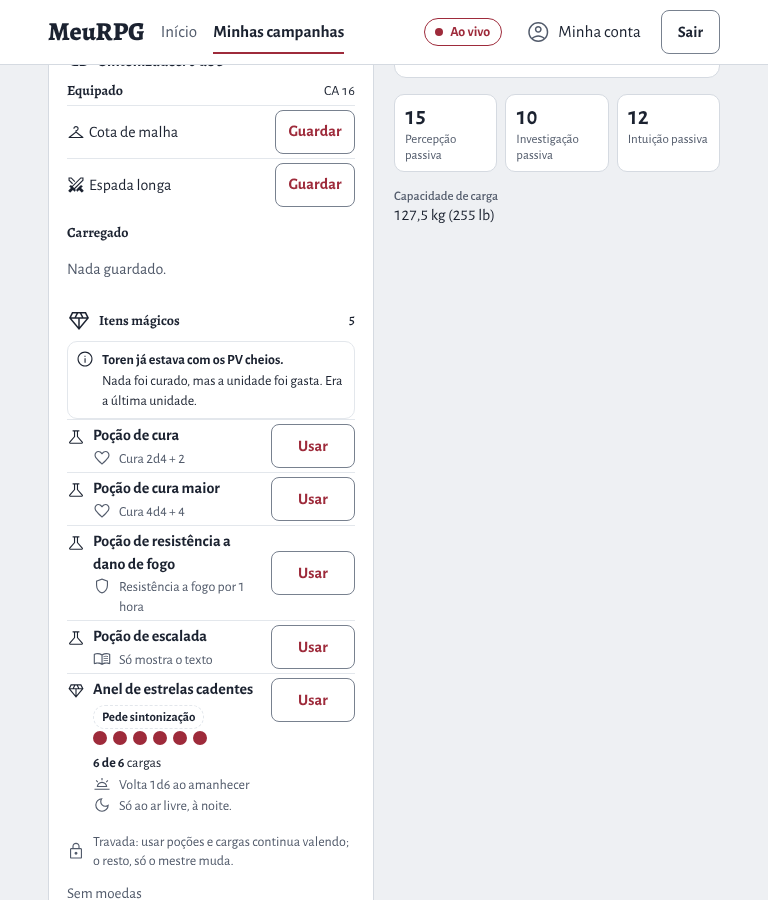 MeuRPG
Início
Minhas campanhas
Ao vivo
Minha conta
Sair
Equipado
CA 16
Cota de malha
Guardar
Espada longa
Guardar
Carregado
Nada guardado.
Itens mágicos
5
Toren já estava com os PV cheios.
Nada foi curado, mas a unidade foi gasta. Era
a última unidade.
Poção de cura
Cura 2d4 + 2
Usar
Poção de cura maior
Cura 4d4 + 4
Usar
Poção de resistência a
dano de fogo
Resistência a fogo por 1
hora
Usar
Poção de escalada
Só mostra o texto
Usar
Anel de estrelas cadentes
Usar
Pede sintonização
6 de 6 cargas
Volta 1d6 ao amanhecer
Só ao ar livre, à noite.
Travada: usar poções e cargas continua valendo;
o resto, só o mestre muda.
Sem moedas
15
Percepção
passiva
10
Investigação
passiva
12
Intuição passiva
Capacidade de carga
127,5 kg (255 lb)